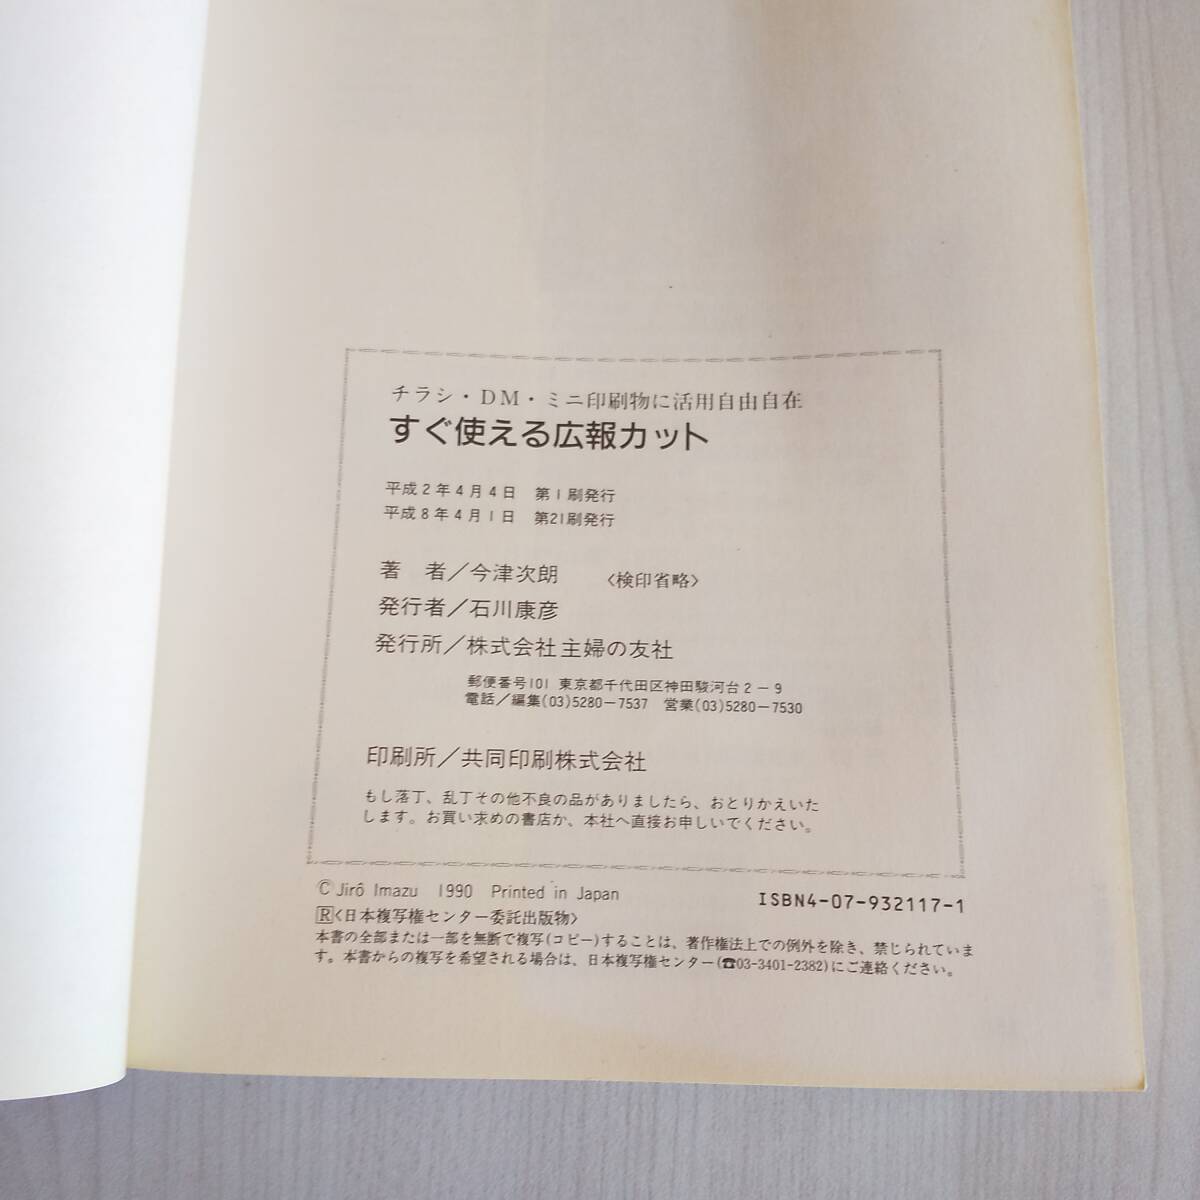 チラシ・DM・ミニ印刷物に活用自由自在
すぐ使える広報カット
平成2年4月4日　第1刷発行
平成8年4月1日　第21刷発行
著　者／今津次朗　〈検印省略〉
発行者／石川康彦
発行所／株式会社主婦の友社
郵便番号101 東京都千代田区神田駿河台2－9
電話／編集(03)5280－7537　営業(03)5280－7530
印刷所／共同印刷株式会社
もし落丁、乱丁その他不良の品がありましたら、おとりかえいた
します。お買い求めの書店か、本社へ直接お申しいでください。
© Jirô Imazu　1990　Printed in Japan　ISBN4-07-932117-1
R〈日本複写権センター委託出版物〉
本書の全部または一部を無断で複写(コピー)することは、著作権法上での例外を除き、禁じられていま
す。本書からの複写を希望される場合は、日本複写権センター(☎03-3401-2382)にご連絡ください。